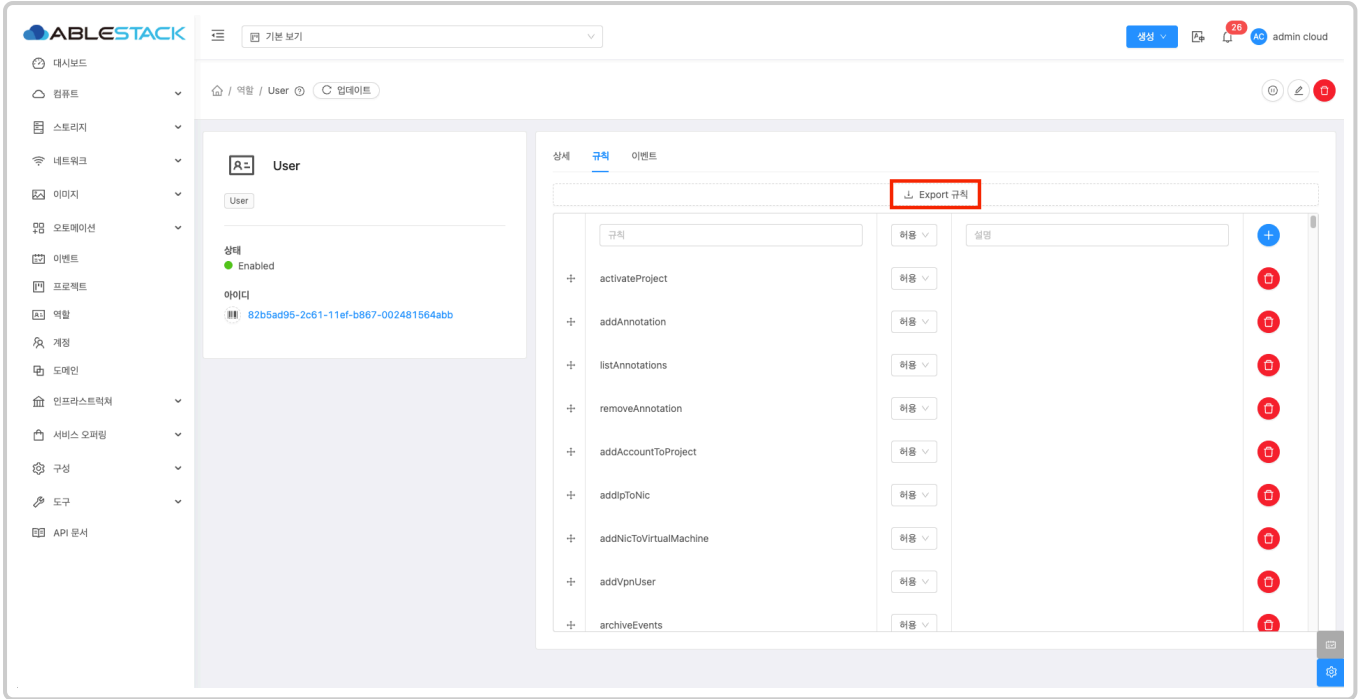 ABLESTACK
기본 보기
생성
26
AC
admin cloud
대시보드
컴퓨트
스토리지
네트워크
이미지
오토메이션
이벤트
프로젝트
역할
계정
도메인
인프라스트럭쳐
서비스 오퍼링
구성
도구
API 문서
/ 역할 / User
업데이트
User
User
상태
Enabled
아이디
82b5ad95-2c61-11ef-b867-002481564abb
상세 규칙 이벤트
Export 규칙
규칙 허용 설명
activateProject 허용
addAnnotation 허용
listAnnotations 허용
removeAnnotation 허용
addAccountToProject 허용
addIpToNic 허용
addNicToVirtualMachine 허용
addVpnUser 허용
archiveEvents 허용